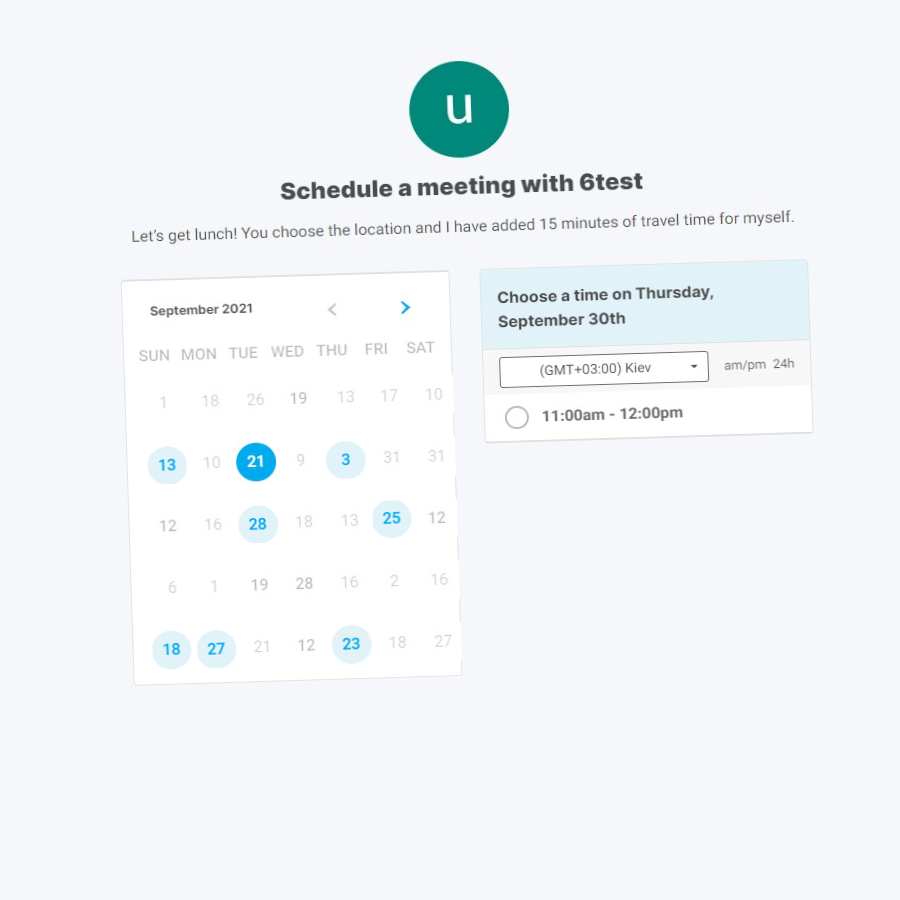 u
Schedule a meeting with 6test
Let's get lunch! You choose the location and I have added 15 minutes of travel time for myself.
September 2021
SUN MON TUE WED THU FRI SAT
1 18 26 19 13 17 10
13 10 21 9 3 31 31
12 16 28 18 13 25 12
6 1 19 28 16 2 16
18 27 21 12 23 18 27
Choose a time on Thursday,
September 30th
(GMT+03:00) Kiev am/pm 24h
11:00am - 12:00pm